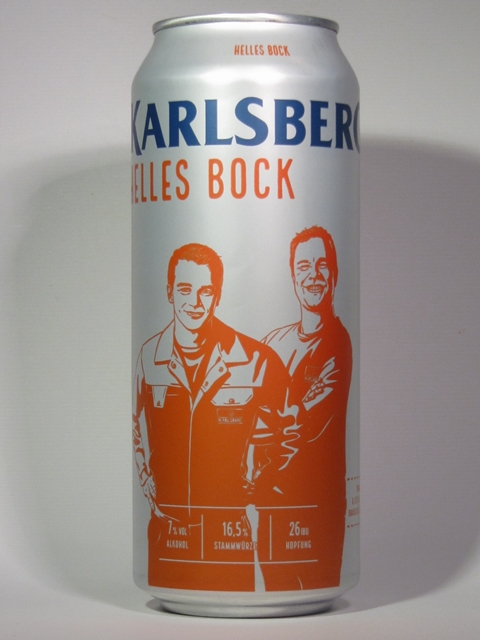 HELLES BOCK
KARLSBERG
HELLES BOCK
7% VOL 16,5% 26 IBU
ALKOHOL STAMMWÜRZE HOPFUNG